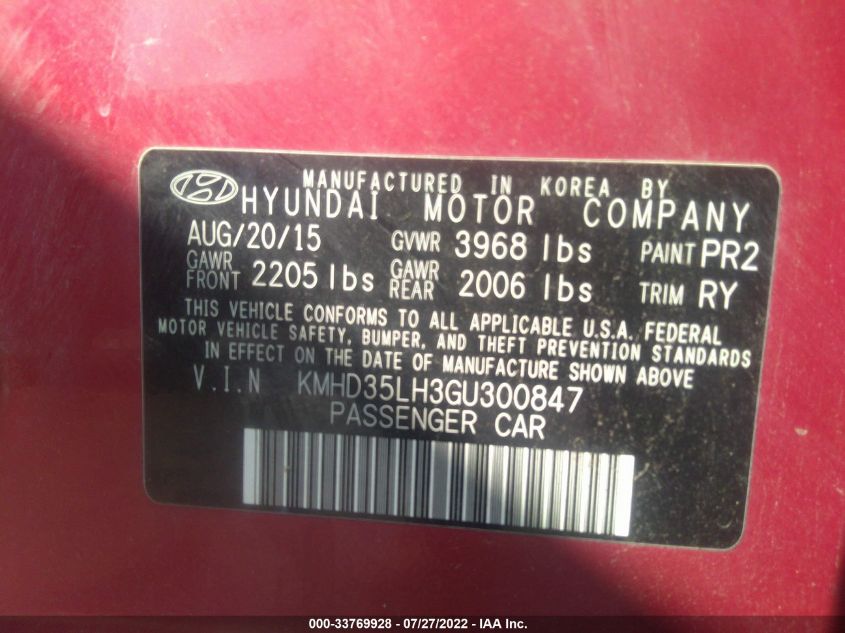 MANUFACTURED IN KOREA BY
HYUNDAI MOTOR COMPANY
AUG/20/15 GVWR 3968 lbs PAINT PR2
GAWR FRONT 2205 lbs GAWR REAR 2006 lbs TRIM RY
THIS VEHICLE CONFORMS TO ALL APPLICABLE U.S.A. FEDERAL
MOTOR VEHICLE SAFETY, BUMPER, AND THEFT PREVENTION STANDARDS
IN EFFECT ON THE DATE OF MANUFACTURE SHOWN ABOVE
V.I.N KMHD35LH3GU300847
PASSENGER CAR
000-33769928 - 07/27/2022 - IAA Inc.